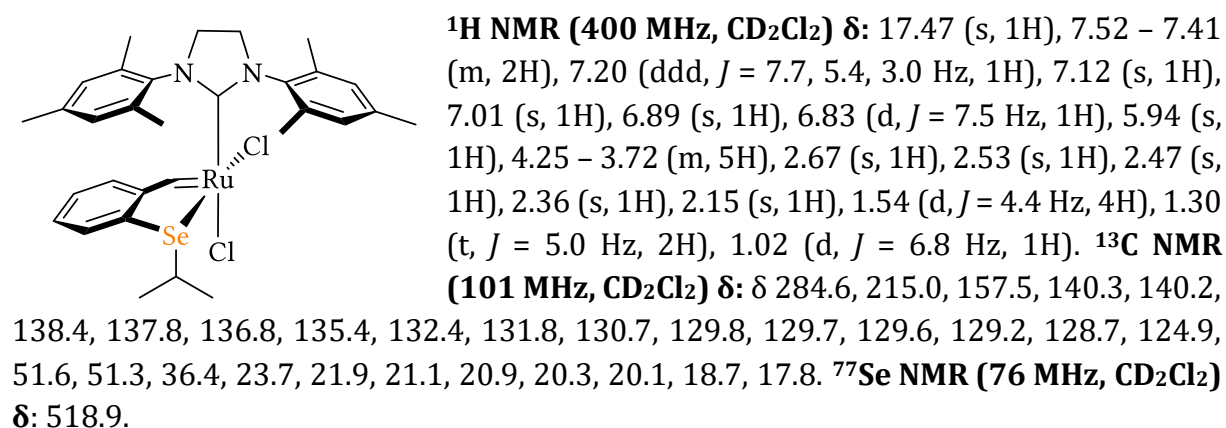 N N
Cl
Ru
Se
Cl
¹H NMR (400 MHz, CD₂Cl₂) δ: 17.47 (s, 1H), 7.52 – 7.41
(m, 2H), 7.20 (ddd, J = 7.7, 5.4, 3.0 Hz, 1H), 7.12 (s, 1H),
7.01 (s, 1H), 6.89 (s, 1H), 6.83 (d, J = 7.5 Hz, 1H), 5.94 (s,
1H), 4.25 – 3.72 (m, 5H), 2.67 (s, 1H), 2.53 (s, 1H), 2.47 (s,
1H), 2.36 (s, 1H), 2.15 (s, 1H), 1.54 (d, J = 4.4 Hz, 4H), 1.30
(t, J = 5.0 Hz, 2H), 1.02 (d, J = 6.8 Hz, 1H). ¹³C NMR
(101 MHz, CD₂Cl₂) δ: δ 284.6, 215.0, 157.5, 140.3, 140.2,
138.4, 137.8, 136.8, 135.4, 132.4, 131.8, 130.7, 129.8, 129.7, 129.6, 129.2, 128.7, 124.9,
51.6, 51.3, 36.4, 23.7, 21.9, 21.1, 20.9, 20.3, 20.1, 18.7, 17.8. ⁷⁷Se NMR (76 MHz, CD₂Cl₂)
δ: 518.9.